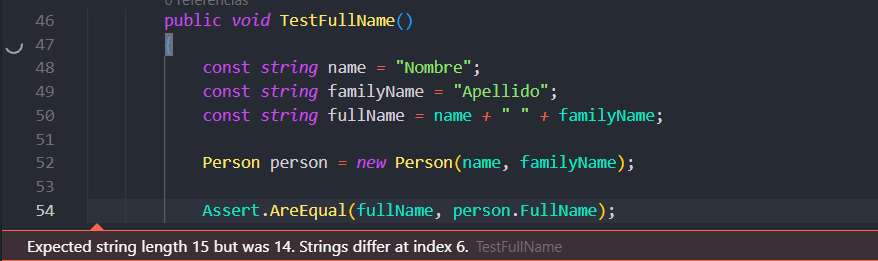 0 referencias
46 public void TestFullName()
47 {
48 const string name = "Nombre";
49 const string familyName = "Apellido";
50 const string fullName = name + " " + familyName;
51
52 Person person = new Person(name, familyName);
53
54 Assert.AreEqual(fullName, person.FullName);
Expected string length 15 but was 14. Strings differ at index 6. TestFullName